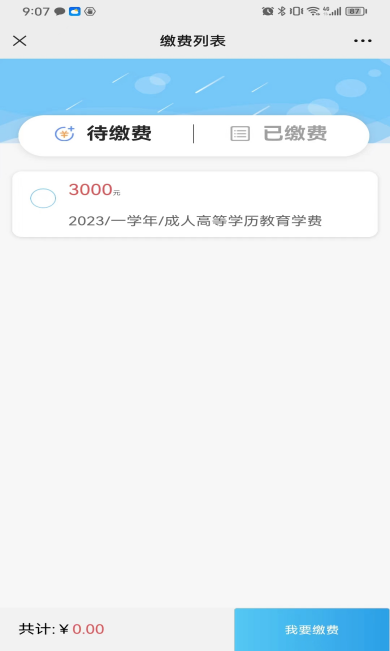 9:07 4G 87
缴费列表
待缴费 已缴费
3000元
2023/一学年/成人高等学历教育学费
共计:￥0.00 我要缴费